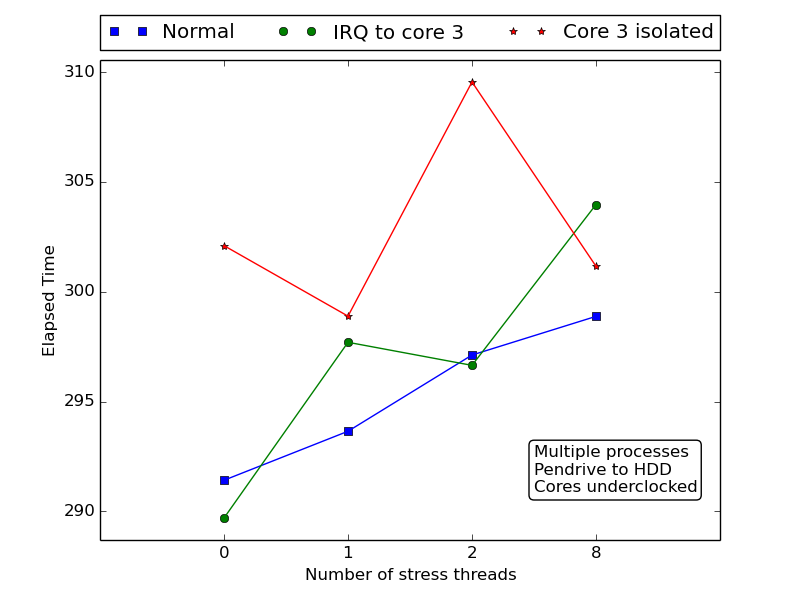 Normal IRQ to core 3 Core 3 isolated
310
305
300
295
290
Elapsed Time
Multiple processes
Pendrive to HDD
Cores underclocked
0 1 2 8
Number of stress threads